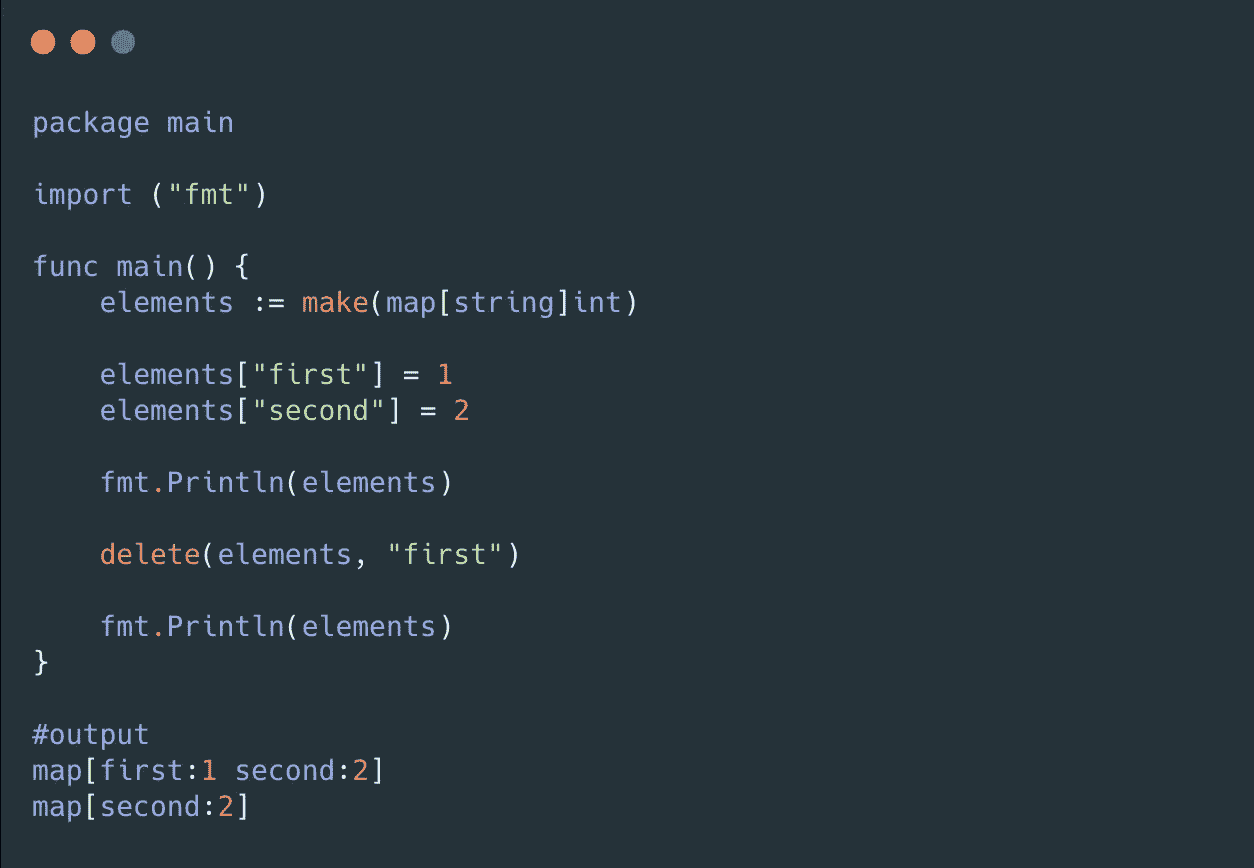 package main
import ("fmt")
func main() {
    elements := make(map[string]int)
    elements["first"] = 1
    elements["second"] = 2
    fmt.Println(elements)
    delete(elements, "first")
    fmt.Println(elements)
}
#output
map[first:1 second:2]
map[second:2]